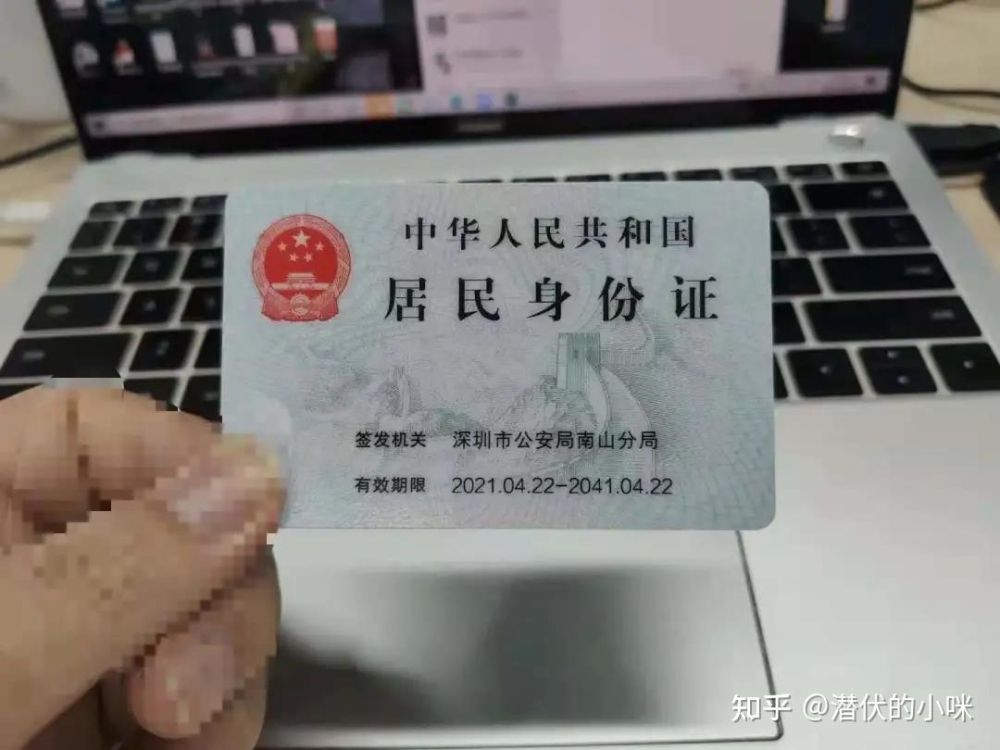 中华人民共和国
居民身份证
签发机关 深圳市公安局南山分局
有效期限 2021.04.22-2041.04.22
知乎 @潜伏的小咪